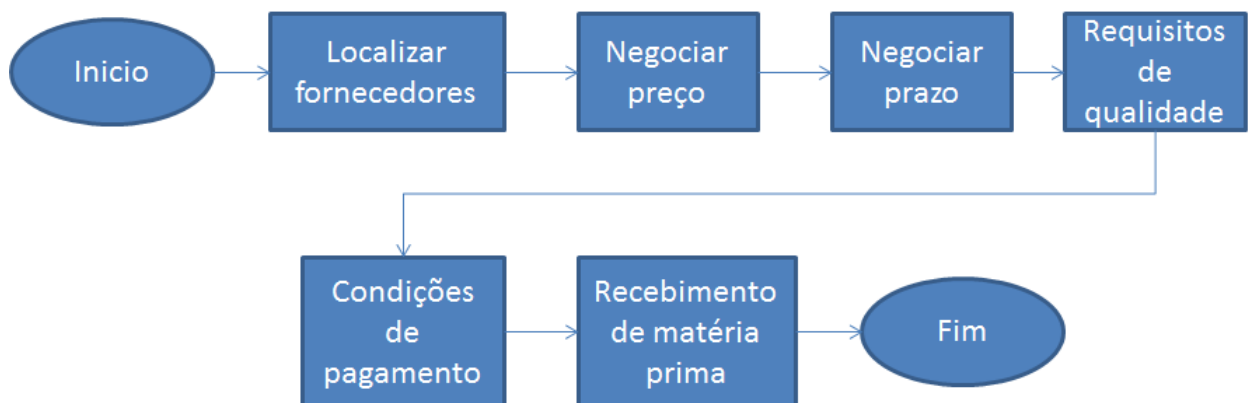 Inicio
Localizar
fornecedores
Negociar
preço
Negociar
prazo
Requisitos
de
qualidade
Condições
de
pagamento
Recebimento
de matéria
prima
Fim